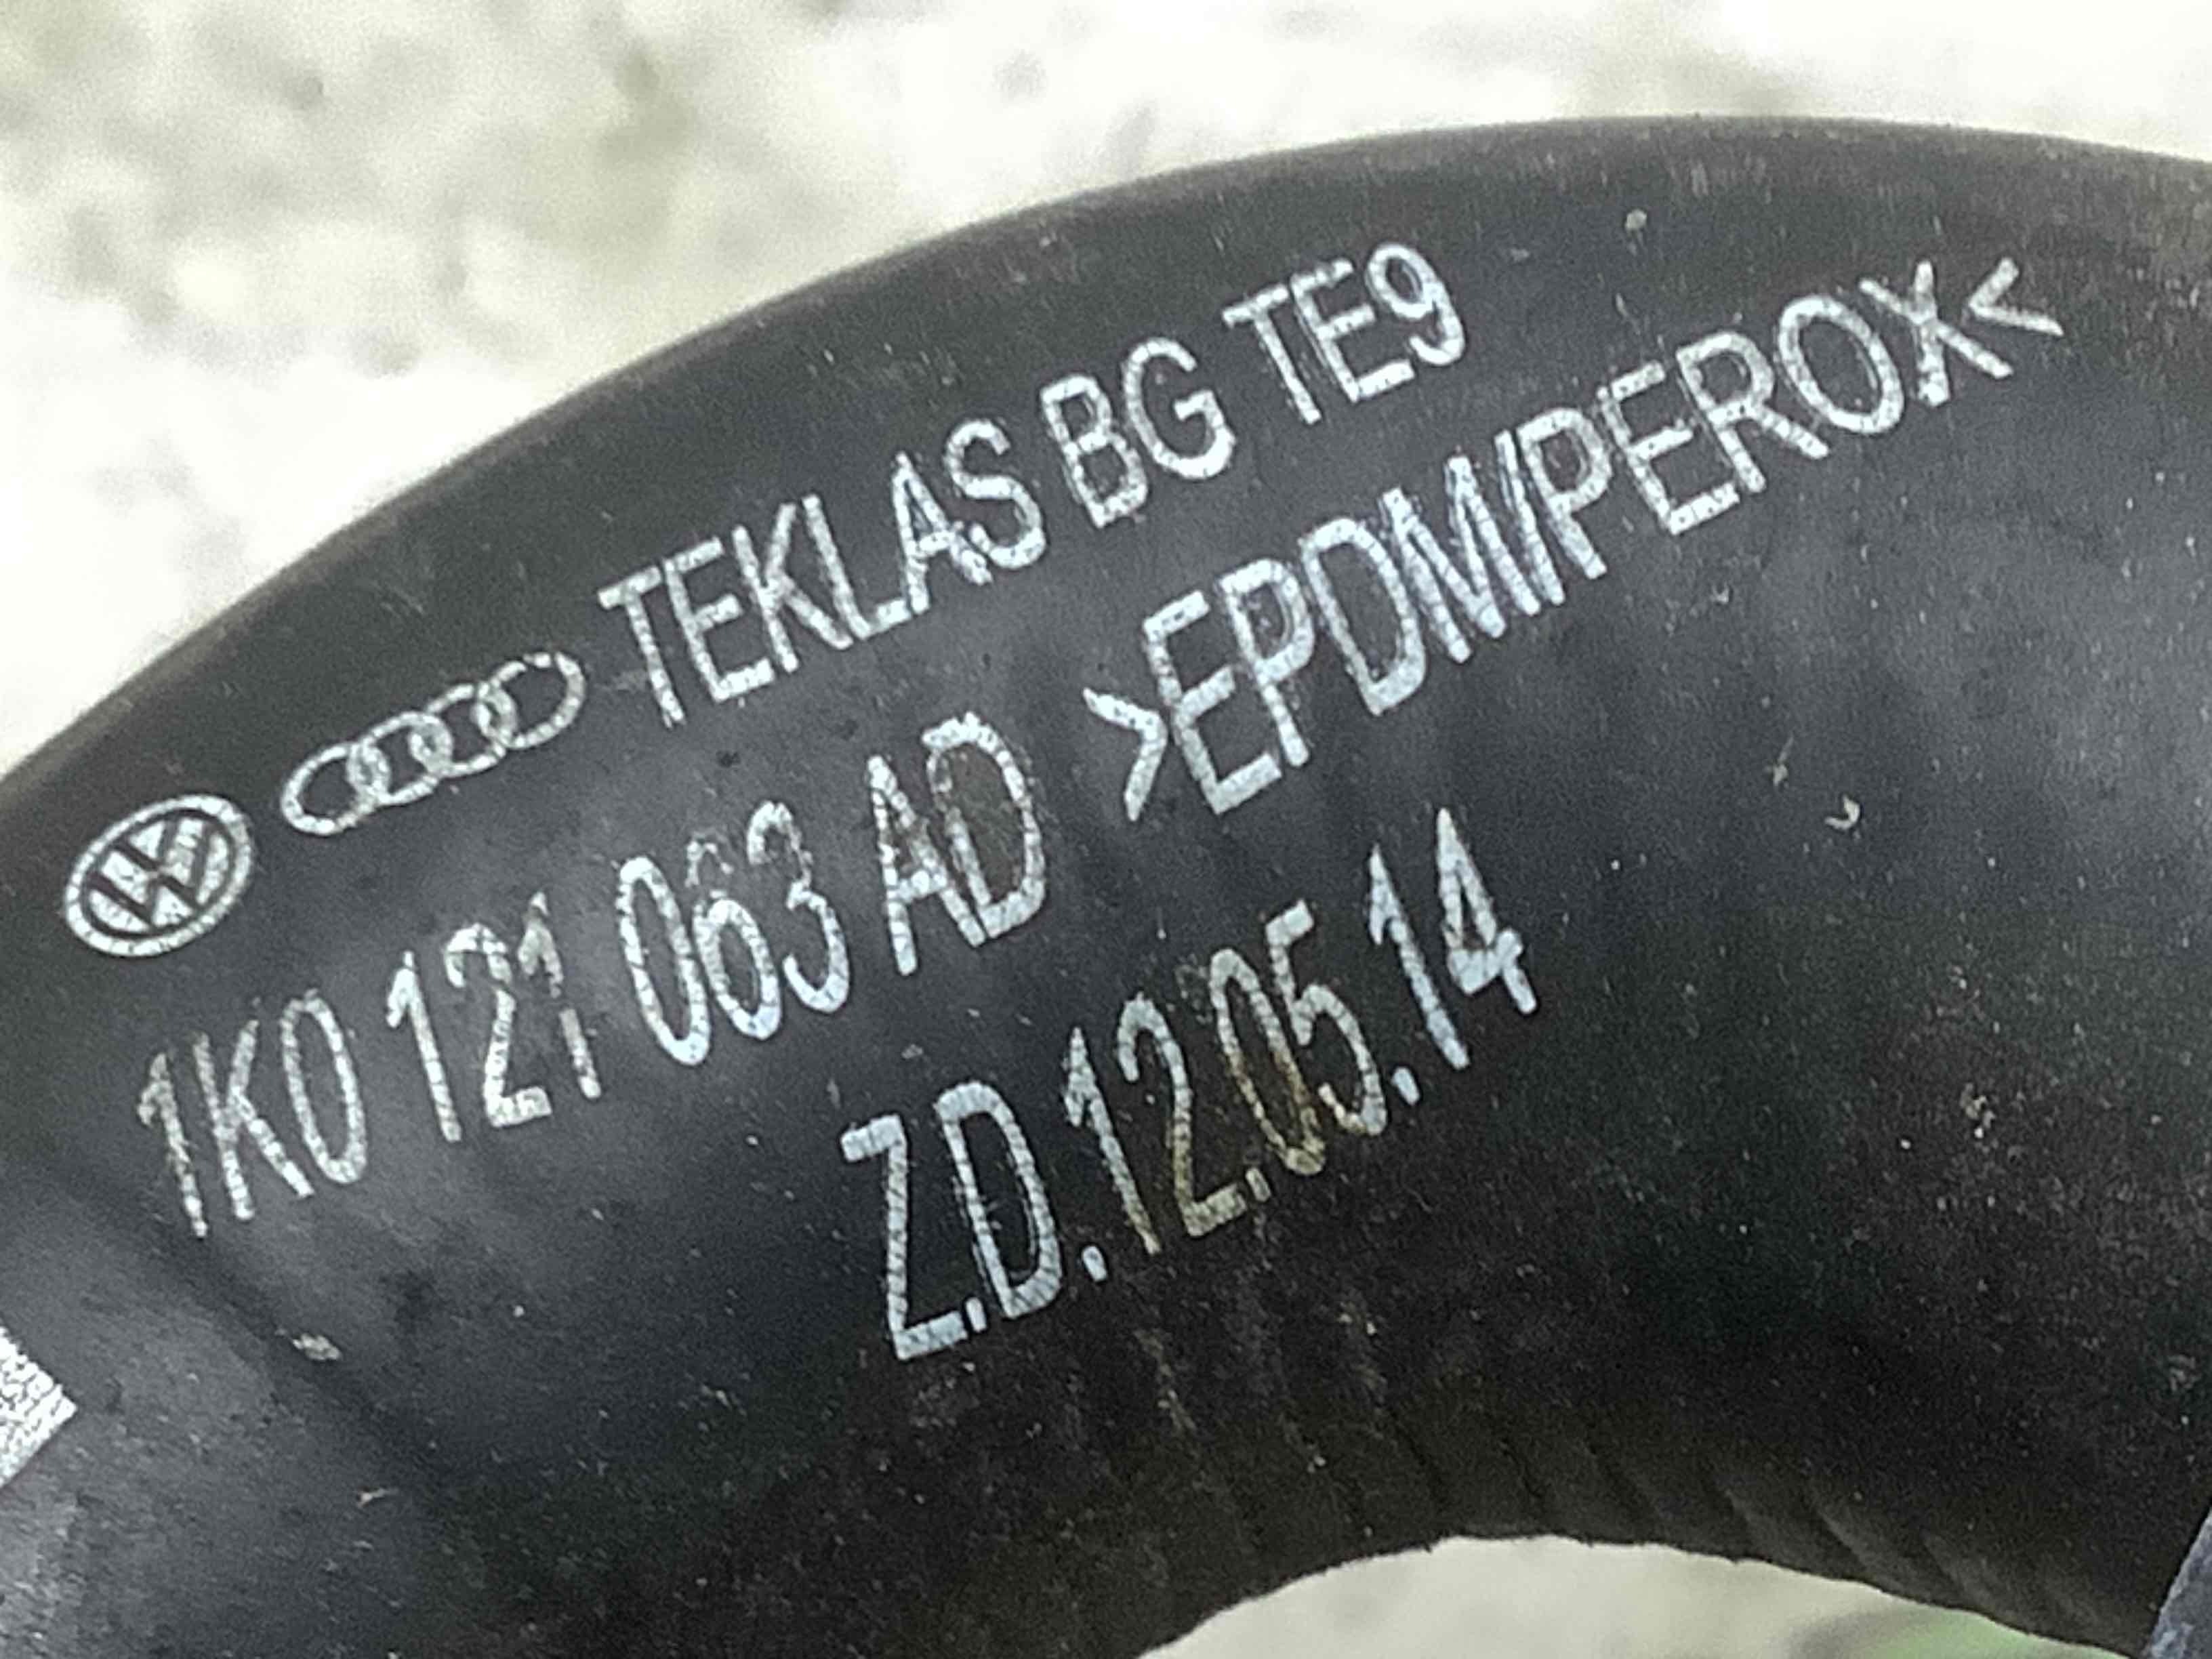 TEKLAS BG TE9
1K0 121 063 AD >EPDM/PEROX<
Z.D.12.05.14